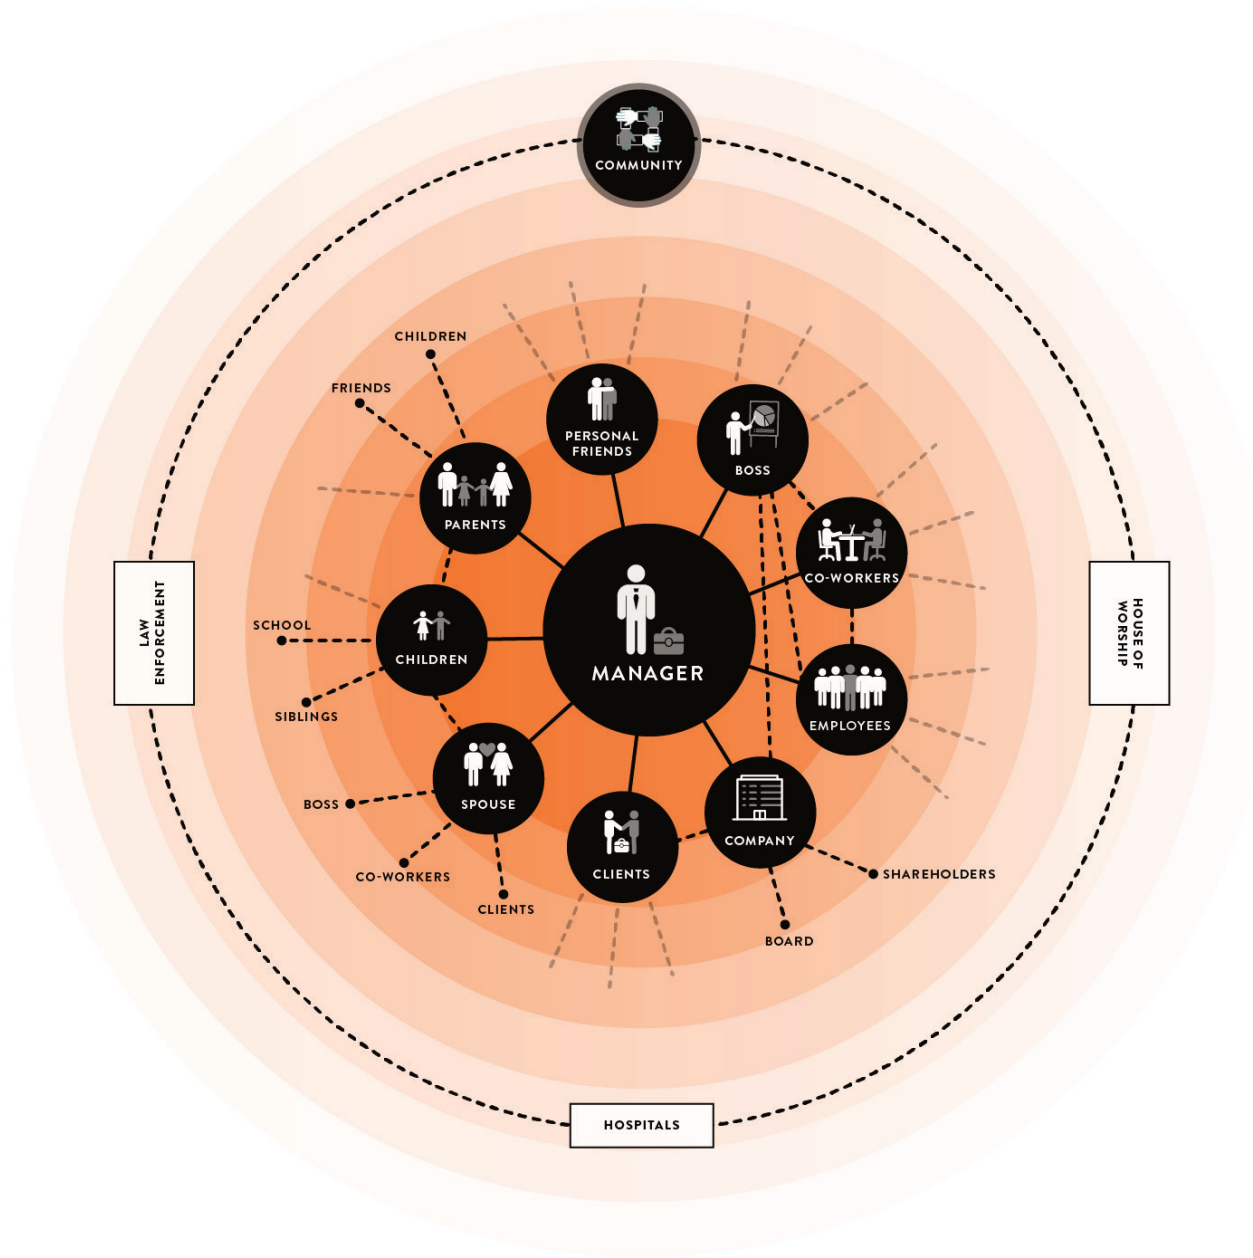 COMMUNITY
CHILDREN
FRIENDS
PERSONAL
FRIENDS
BOSS
PARENTS
CO-WORKERS
LAW
ENFORCEMENT
HOUSE OF
WORSHIP
SCHOOL
CHILDREN
MANAGER
SIBLINGS
EMPLOYEES
BOSS
SPOUSE
COMPANY
CO-WORKERS
CLIENTS
SHAREHOLDERS
CLIENTS
BOARD
HOSPITALS